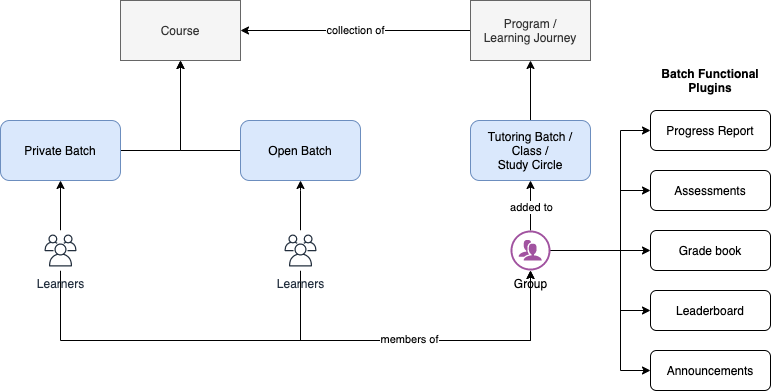 Course
collection of
Program /
Learning Journey
Batch Functional
Plugins
Private Batch
Open Batch
Tutoring Batch /
Class /
Study Circle
Progress Report
Assessments
added to
Grade book
Learners
Learners
Group
Leaderboard
members of
Announcements